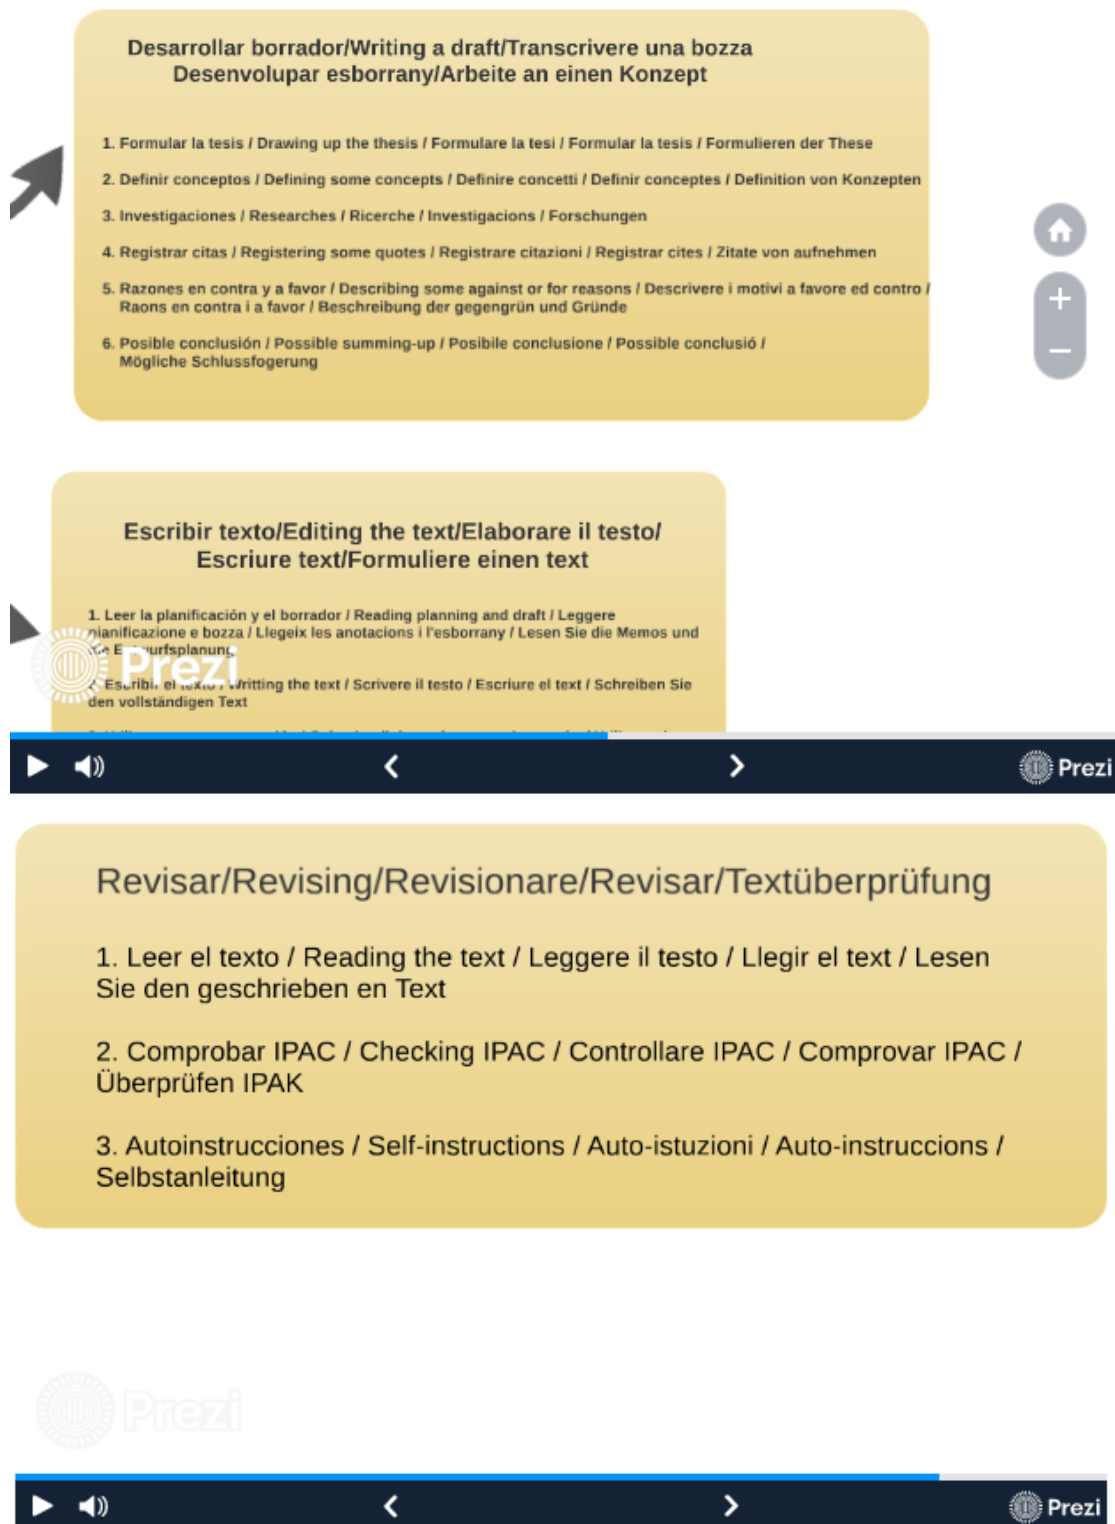 Desarrollar borrador/Writing a draft/Transcrivere una bozza
Desenvolupar esborrany/Arbeite an einen Konzept
1. Formular la tesis / Drawing up the thesis / Formulare la tesi / Formular la tesis / Formulieren der These
2. Definir conceptos / Defining some concepts / Definire concetti / Definir conceptes / Definition von Konzepten
3. Investigaciones / Researches / Ricerche / Investigacions / Forschungen
4. Registrar citas / Registering some quotes / Registrare citazioni / Registrar cites / Zitate von aufnehmen
5. Razones en contra y a favor / Describing some against or for reasons / Descrivere i motivi a favore ed contro /
Raons en contra i a favor / Beschreibung der gegengrün und Gründe
6. Posible conclusión / Possible summing-up / Posibile conclusione / Possible conclusió /
Mögliche Schlussfogerung
Escribir texto/Editing the text/Elaborare il testo/
Escriure text/Formuliere einen text
1. Leer la planificación y el borrador / Reading planning and draft / Leggere
pianificazione e bozza / Llegeix les anotacions i l'esborrany / Lesen Sie die Memos und
Entwurfsplanung
Prezi
2. Escribir el texto / Writting the text / Scrivere il testo / Escriure el text / Schreiben Sie
den vollständigen Text
Prezi
Revisar/Revising/Revisionare/Revisar/Textüberprüfung
1. Leer el texto / Reading the text / Leggere il testo / Llegir el text / Lesen
Sie den geschrieben en Text
2. Comprobar IPAC / Checking IPAC / Controllare IPAC / Comprovar IPAC /
Überprüfen IPAK
3. Autoinstrucciones / Self-instructions / Auto-istuzioni / Auto-instruccions /
Selbstanleitung
Prezi
Prezi